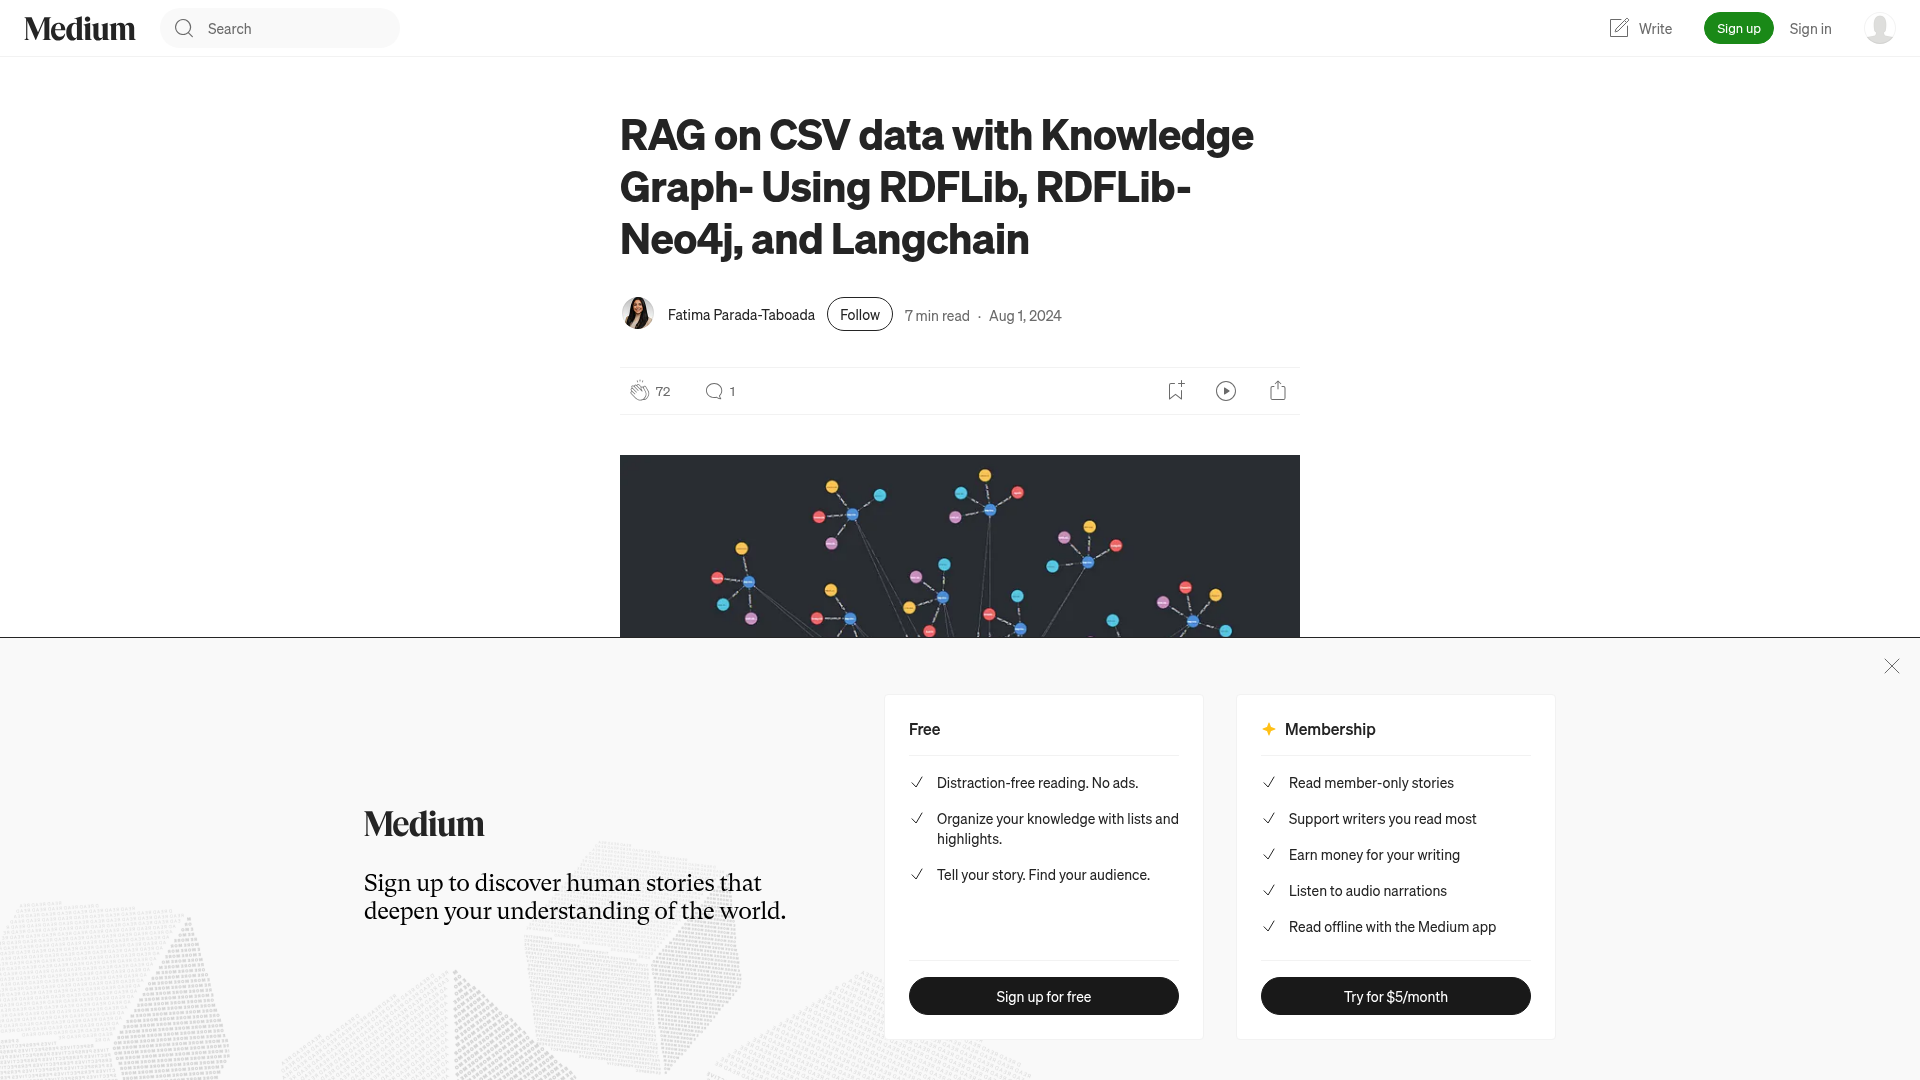 Medium
Search
Write
Sign up
Sign in
RAG on CSV data with Knowledge
Graph- Using RDFLib, RDFLib-
Neo4j, and Langchain
Fatima Parada-Taboada
Follow
7 min read · Aug 1, 2024
72
1
Medium
Sign up to discover human stories that
deepen your understanding of the world.
Free
Distraction-free reading. No ads.
Organize your knowledge with lists and
highlights.
Tell your story. Find your audience.
Sign up for free
Membership
Read member-only stories
Support writers you read most
Earn money for your writing
Listen to audio narrations
Read offline with the Medium app
Try for $5/month